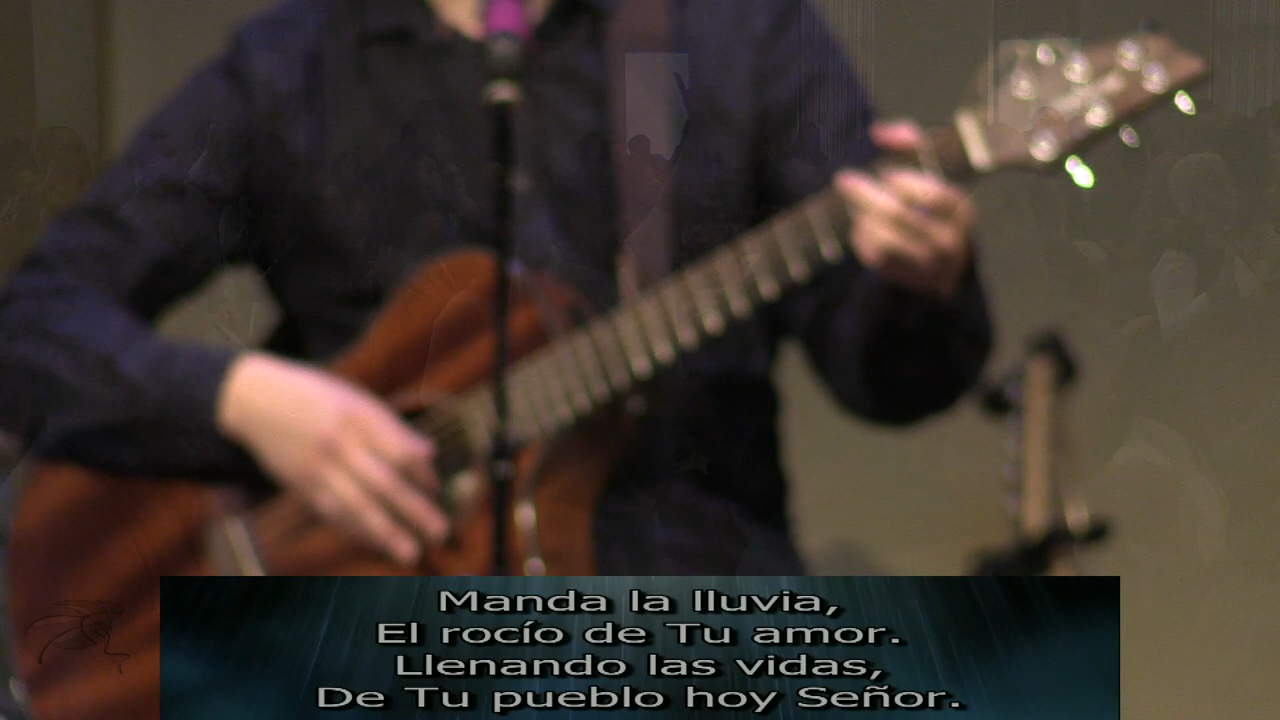 Manda la lluvia,
El rocío de Tu amor.
Llenando las vidas,
De Tu pueblo hoy Señor.